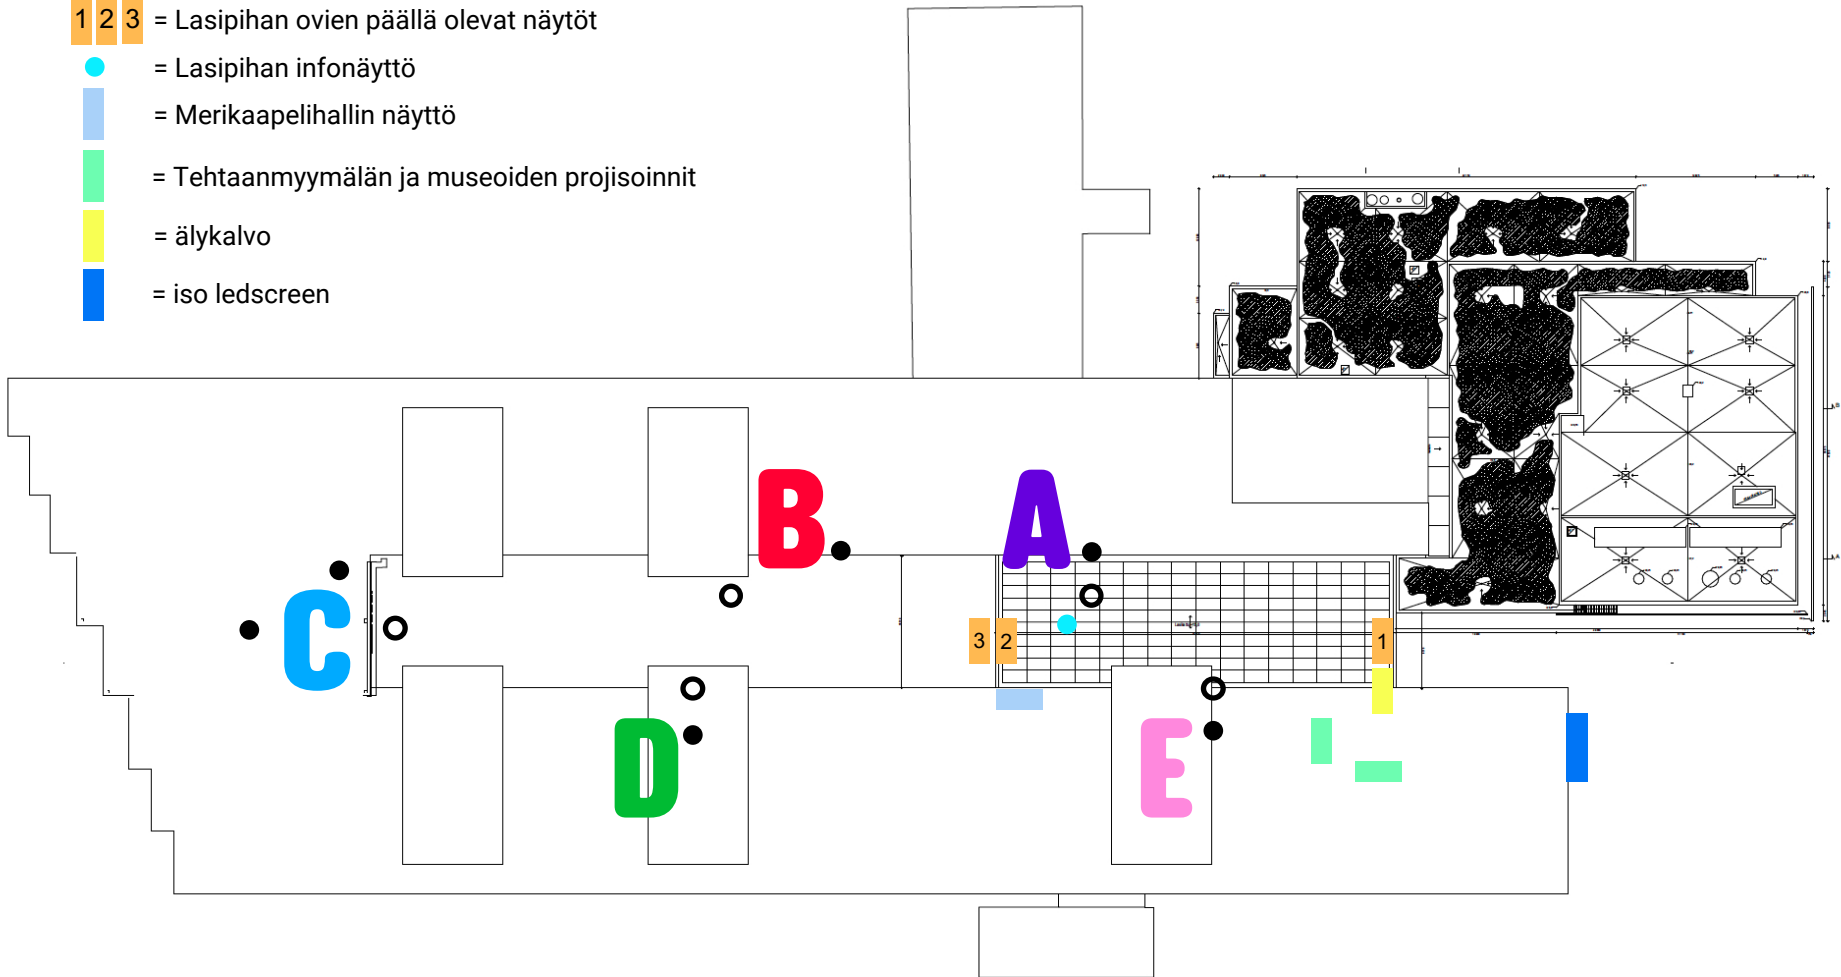 1 2 3 = Lasipihan ovien päällä olevat näytöt
= Lasipihan infonäyttö
= Merikaapelihallin näyttö
= Tehtaanmyymälän ja museoiden projisoinnit
= älykalvo
= iso ledscreen
B A
C
3 2 1
D E